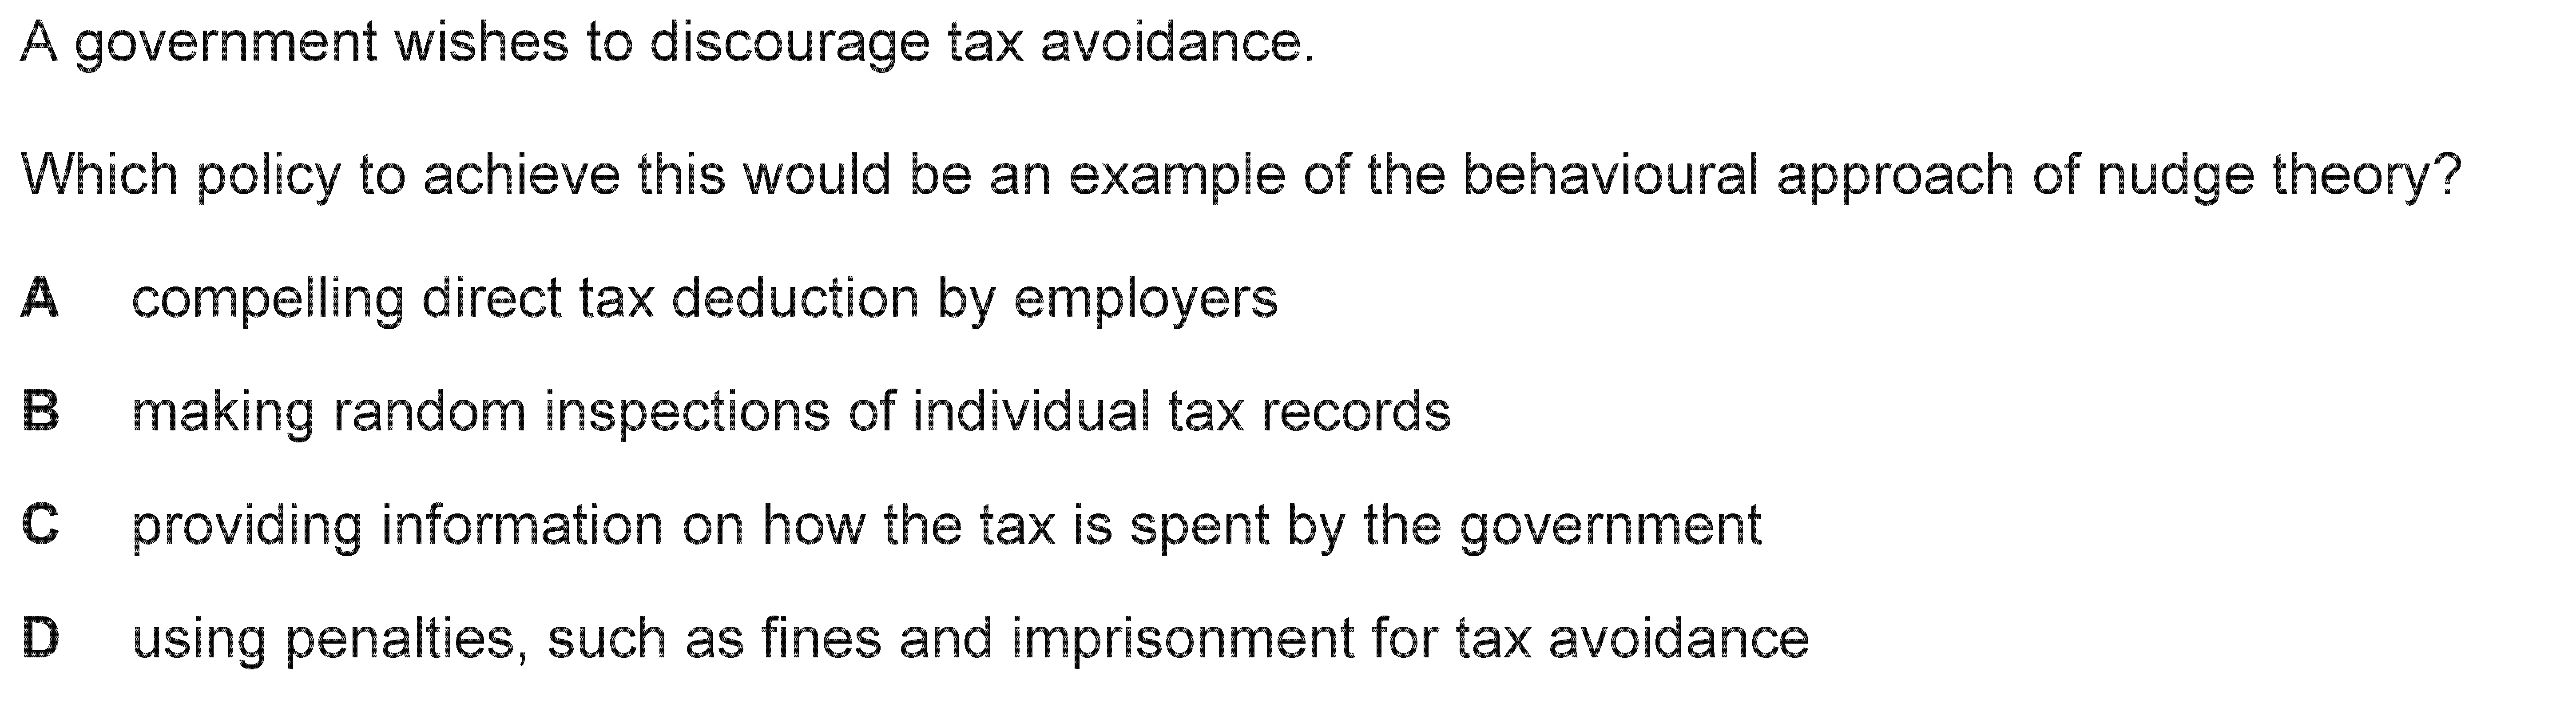 A government wishes to discourage tax avoidance.
Which policy to achieve this would be an example of the behavioural approach of nudge theory?
A compelling direct tax deduction by employers
B making random inspections of individual tax records
C providing information on how the tax is spent by the government
D using penalties, such as fines and imprisonment for tax avoidance